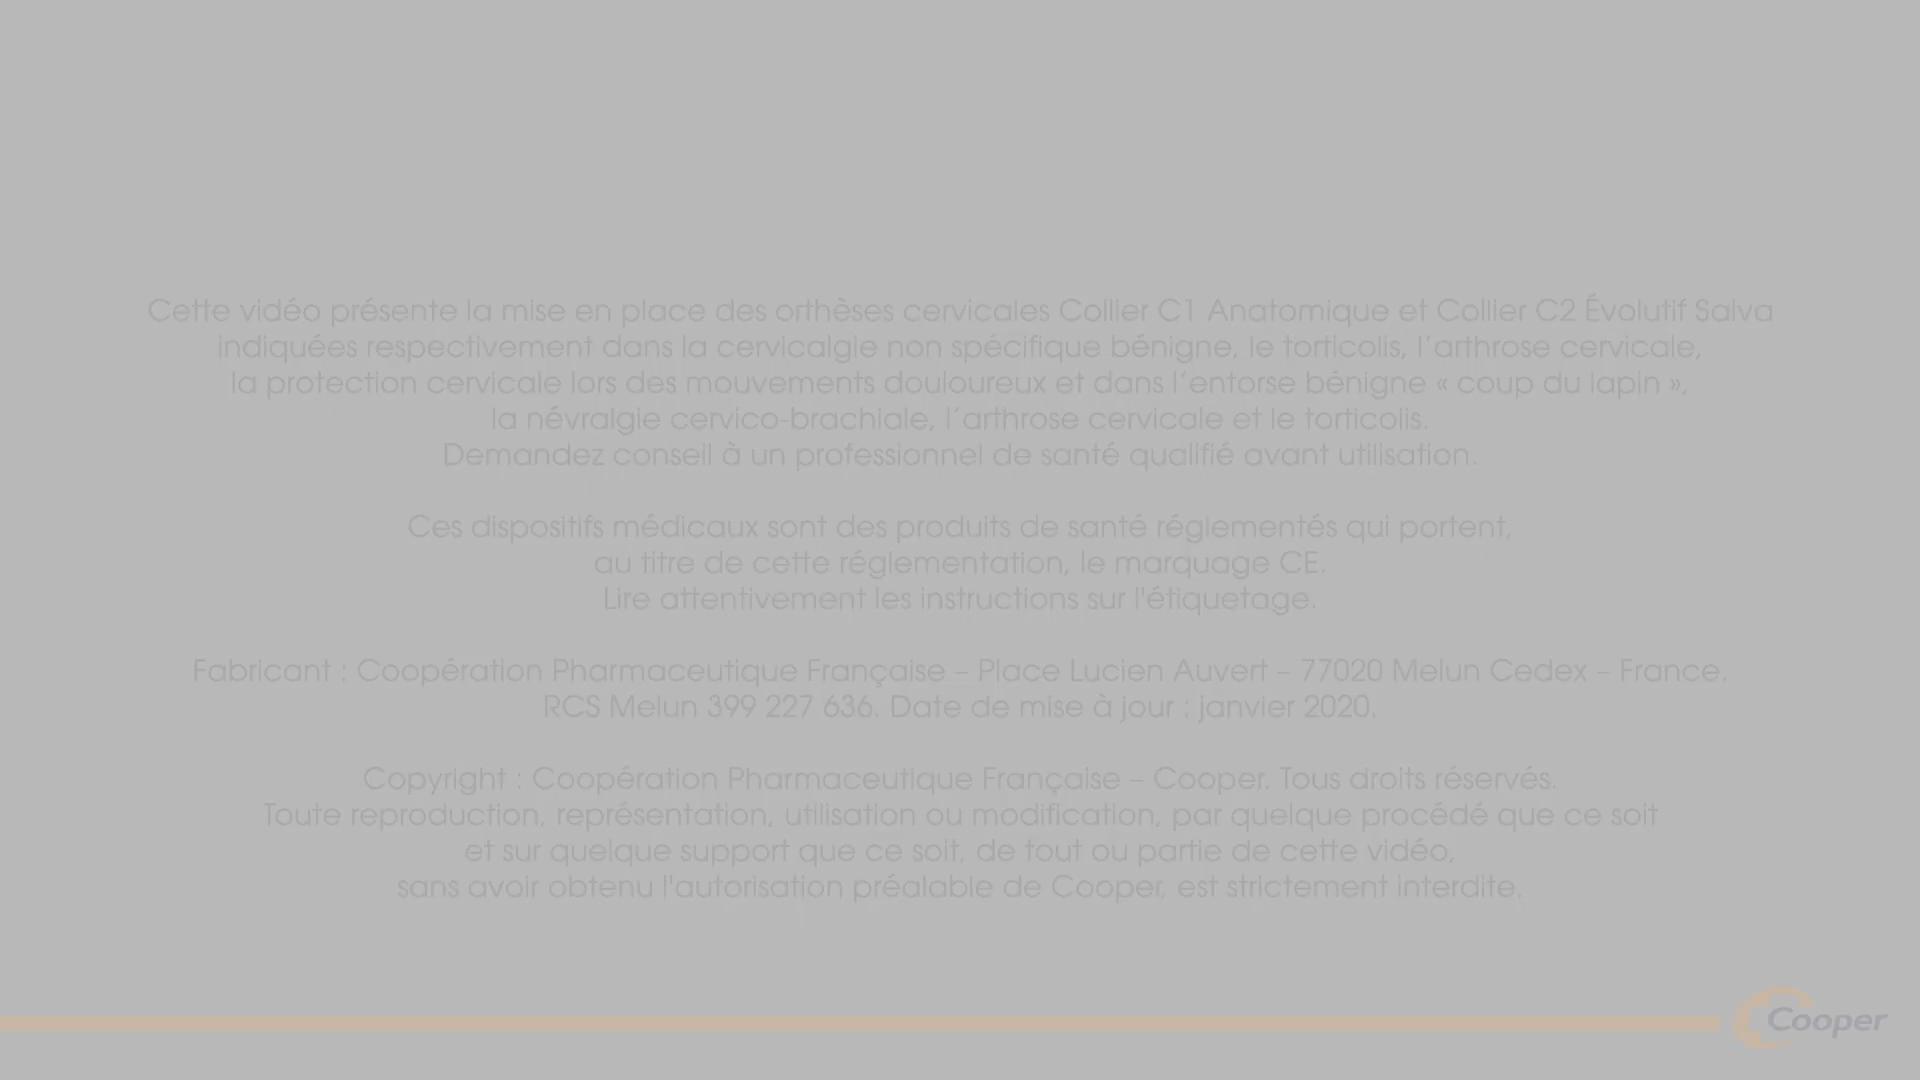 Cette vidéo présente la mise en place des orthèses cervicales Collier C1 Anatomique et Collier C2 Évolutif Salva
indiquées respectivement dans la cervicalgie non spécifique bénigne, le torticolis, l’arthrose cervicale,
la protection cervicale lors des mouvements douloureux et dans l’entorse bénigne « coup du lapin »,
la névralgie cervico-brachiale, l’arthrose cervicale et le torticolis.
Demandez conseil à un professionnel de santé qualifié avant utilisation.
Ces dispositifs médicaux sont des produits de santé réglementés qui portent,
au titre de cette réglementation, le marquage CE.
Lire attentivement les instructions sur l'étiquetage.
Fabricant : Coopération Pharmaceutique Française – Place Lucien Auvert – 77020 Melun Cedex – France.
RCS Melun 399 227 636. Date de mise à jour : janvier 2020.
Copyright : Coopération Pharmaceutique Française – Cooper. Tous droits réservés.
Toute reproduction, représentation, utilisation ou modification, par quelque procédé que ce soit
et sur quelque support que ce soit, de tout ou partie de cette vidéo,
sans avoir obtenu l'autorisation préalable de Cooper, est strictement interdite.
Cooper